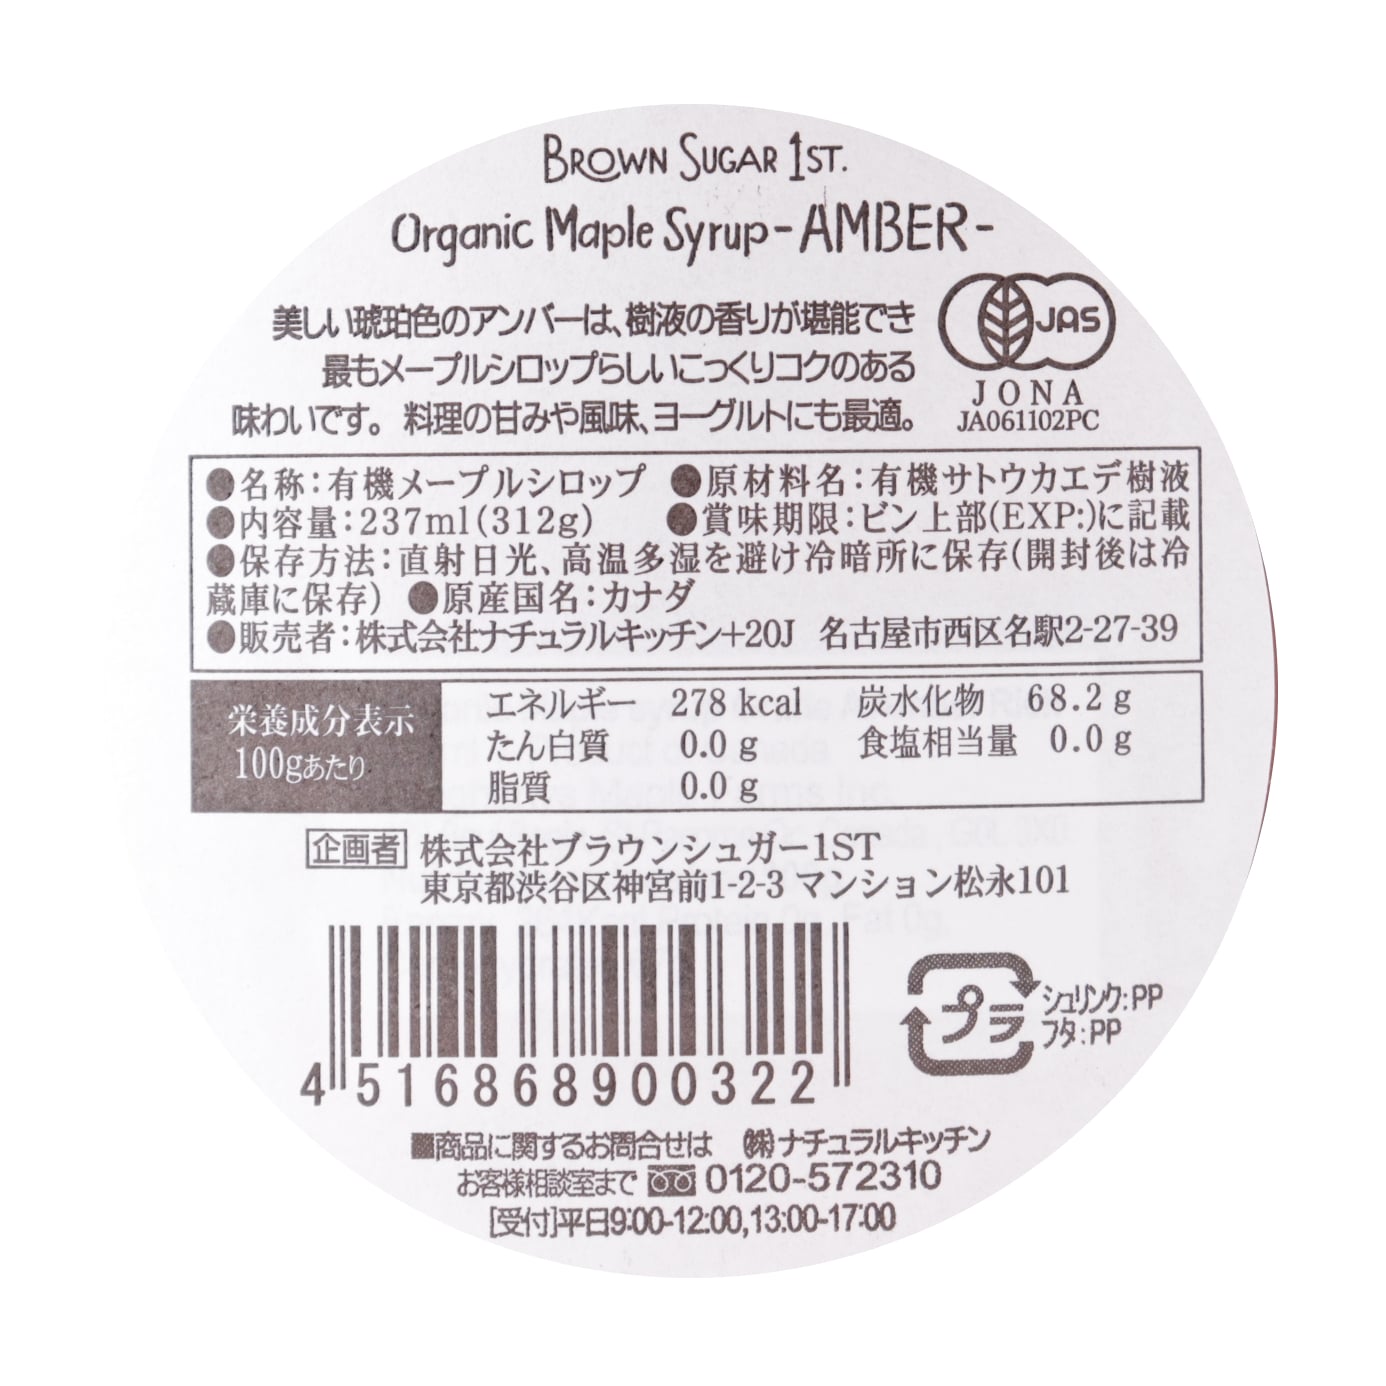 BROWN SUGAR 1ST.
Organic Maple Syrup -AMBER-
美しい琥珀色のアンバーは、樹液の香りが堪能でき
最もメープルシロップらしいこっくりコクのある
味わいです。 料理の甘みや風味、ヨーグルトにも最適。
JAS
JONA
JA061102PC
●名称：有機メープルシロップ ●原材料名：有機サトウカエデ樹液
●内容量：237ml(312g) ●賞味期限：ビン上部(EXP:)に記載
●保存方法：直射日光、高温多湿を避け冷暗所に保存(開封後は冷
蔵庫に保存) ●原産国名：カナダ
●販売者：株式会社ナチュラルキッチン+20J 名古屋市西区名駅2-27-39
栄養成分表示
100gあたり
エネルギー 278 kcal 炭水化物 68.2 g
たん白質 0.0 g 食塩相当量 0.0 g
脂質 0.0 g
企画者 株式会社ブラウンシュガー1ST
東京都渋谷区神宮前1-2-3 マンション松永101
4516868900322
プラ
シュリンク:PP
フタ:PP
■商品に関するお問合せは ㈱ナチュラルキッチン
お客様相談室まで 0120-572310
[受付]平日9:00-12:00,13:00-17:00